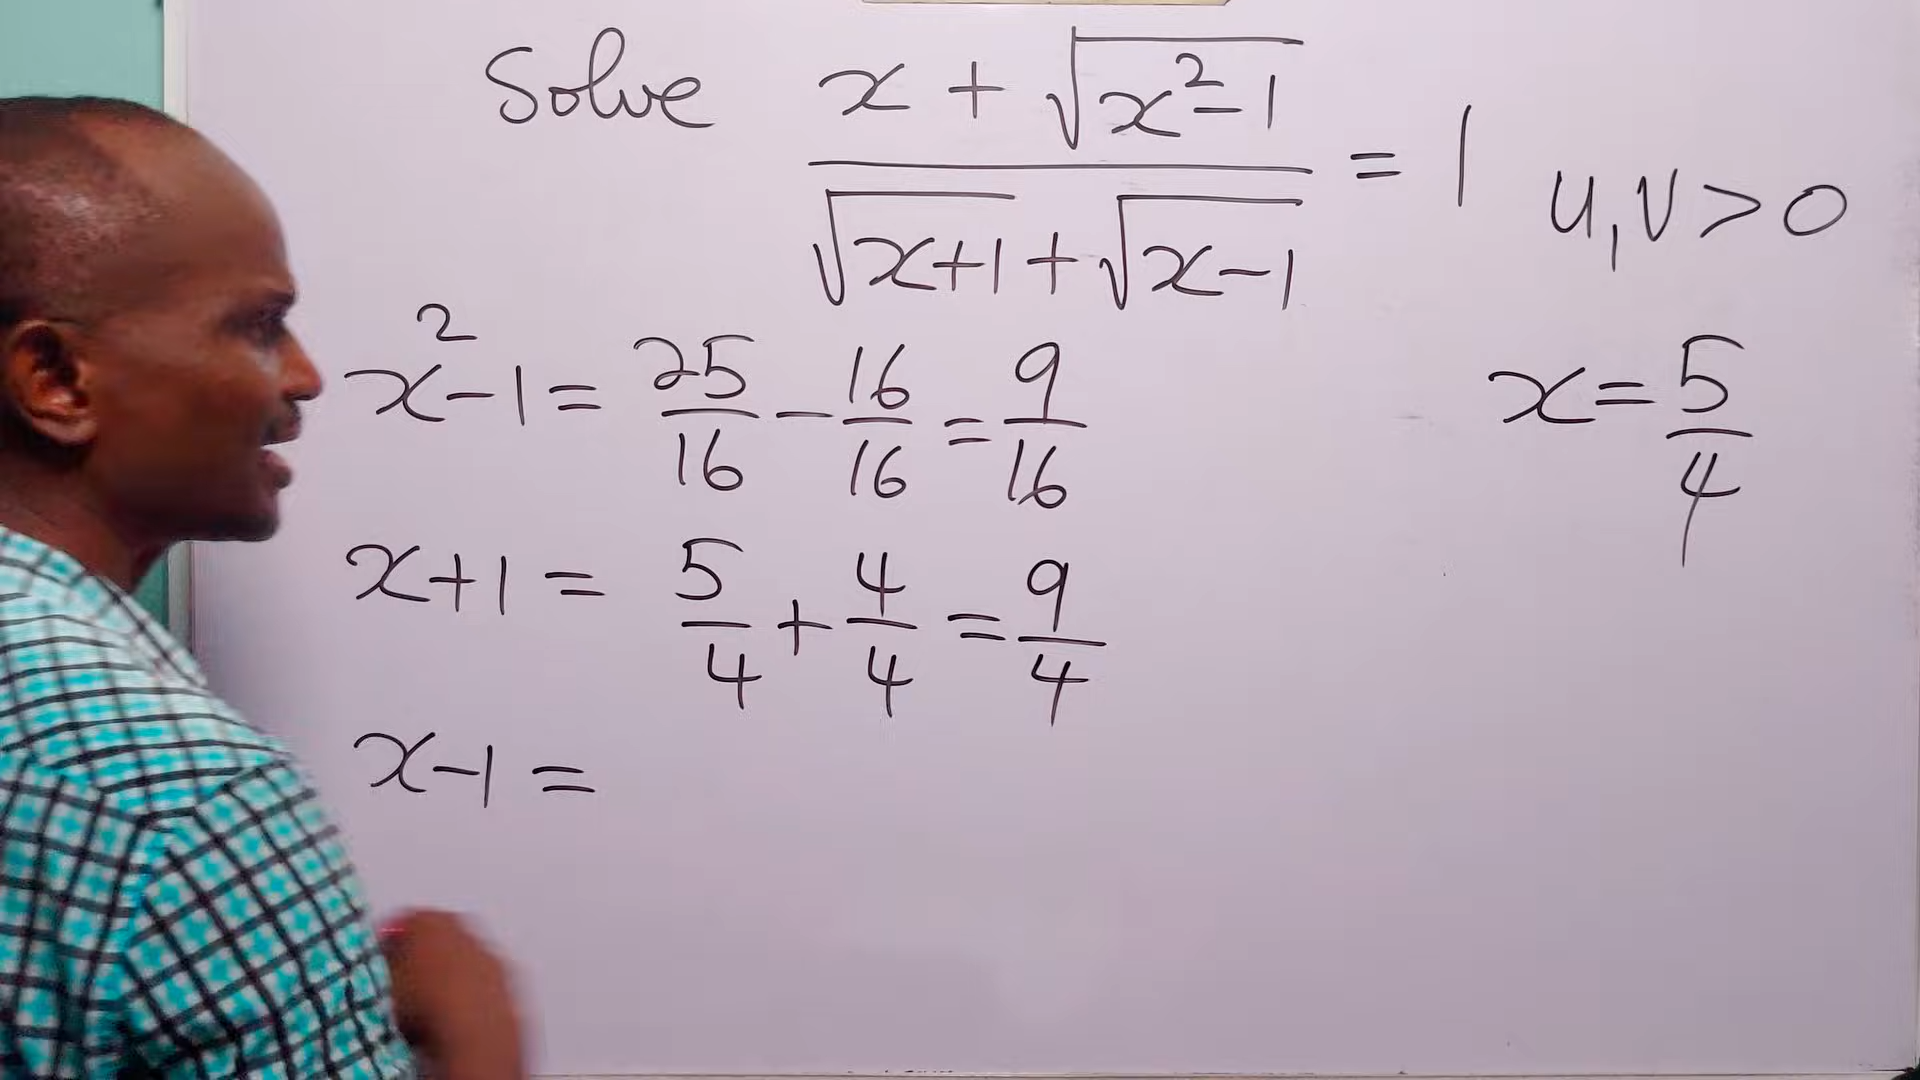 Solve (x + √(x² - 1)) / (√(x+1) + √(x-1)) = 1
u, v > 0
x² - 1 = 25/16 - 16/16 = 9/16
x = 5/4
x + 1 = 5/4 + 4/4 = 9/4
x - 1 =